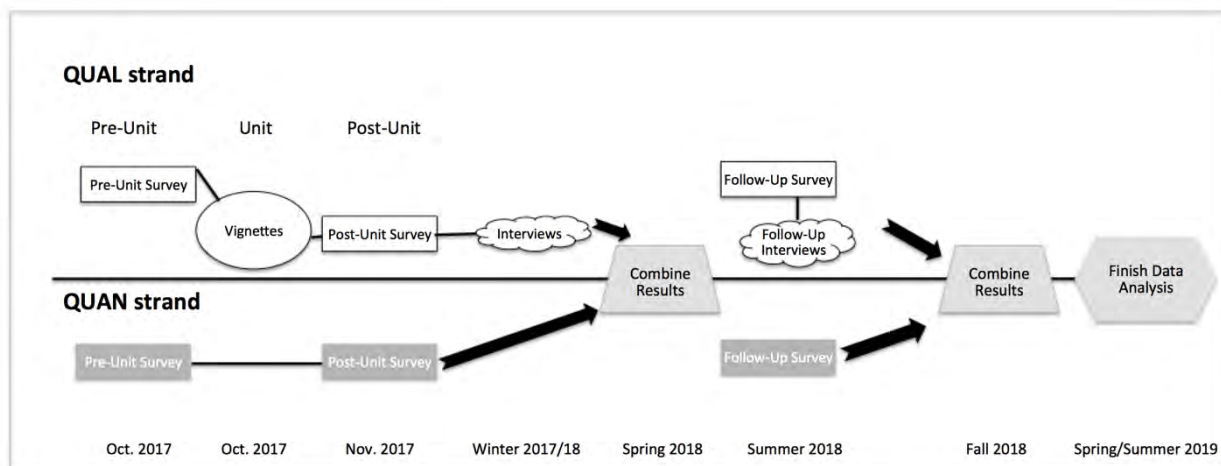 QUAL strand
Pre-Unit Unit Post-Unit
Pre-Unit Survey
Vignettes
Post-Unit Survey
Interviews
Follow-Up Survey
Follow-Up
Interviews
Combine
Results
Combine
Results
Finish Data
Analysis
QUAN strand
Pre-Unit Survey
Post-Unit Survey
Follow-Up Survey
Oct. 2017 Oct. 2017 Nov. 2017 Winter 2017/18 Spring 2018 Summer 2018 Fall 2018 Spring/Summer 2019